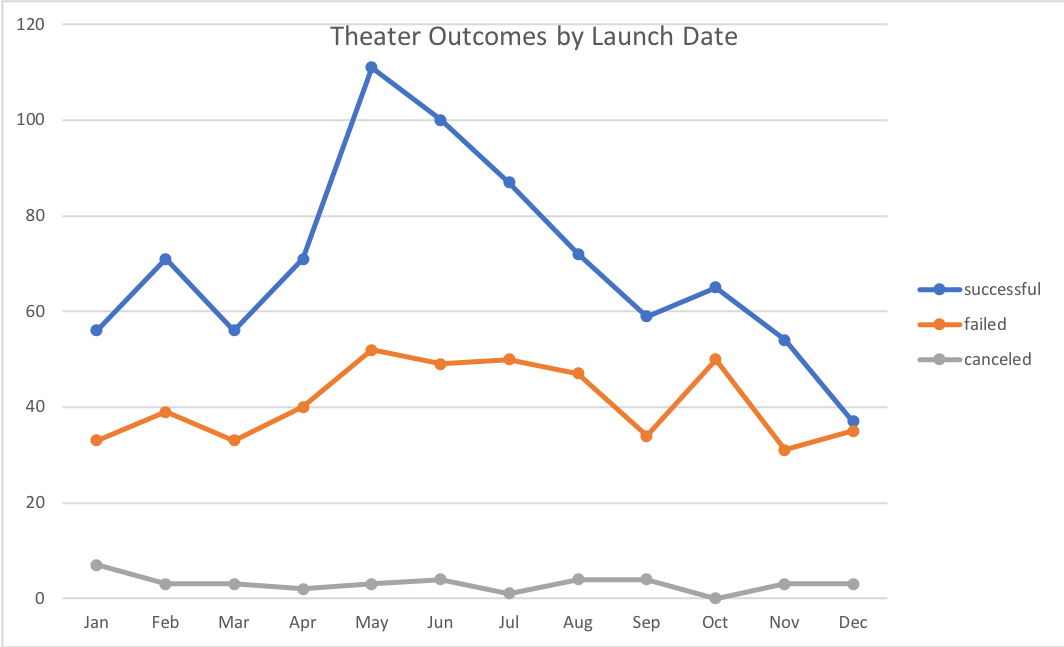 Theater Outcomes by Launch Date
120
100
80
60
40
20
0
Jan Feb Mar Apr May Jun Jul Aug Sep Oct Nov Dec
successful
failed
canceled